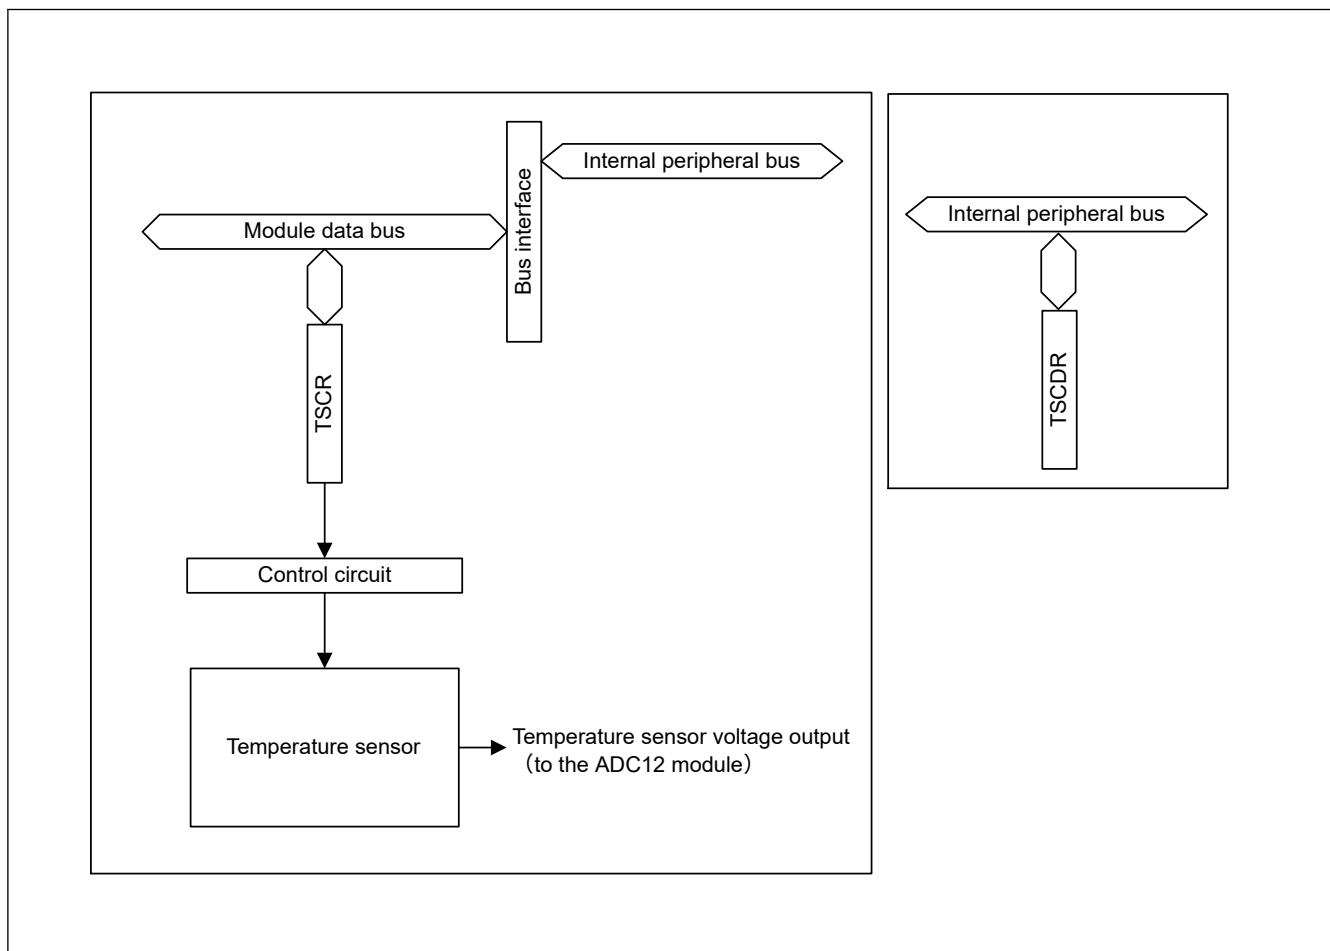 Internal peripheral bus
Module data bus
Bus interface
TSCR
Control circuit
Temperature sensor
Temperature sensor voltage output
（to the ADC12 module）
Internal peripheral bus
TSCDR